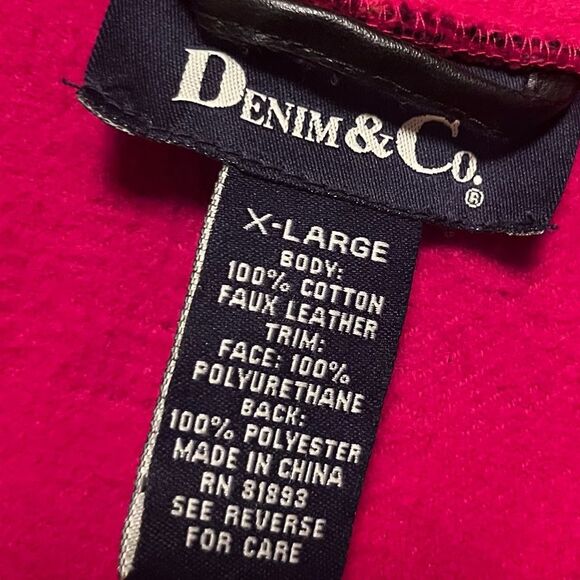 DENIM & CO.®
X-LARGE
BODY:
100% COTTON
FAUX LEATHER
TRIM:
FACE: 100%
POLYURETHANE
BACK:
100% POLYESTER
MADE IN CHINA
RN 81893
SEE REVERSE
FOR CARE